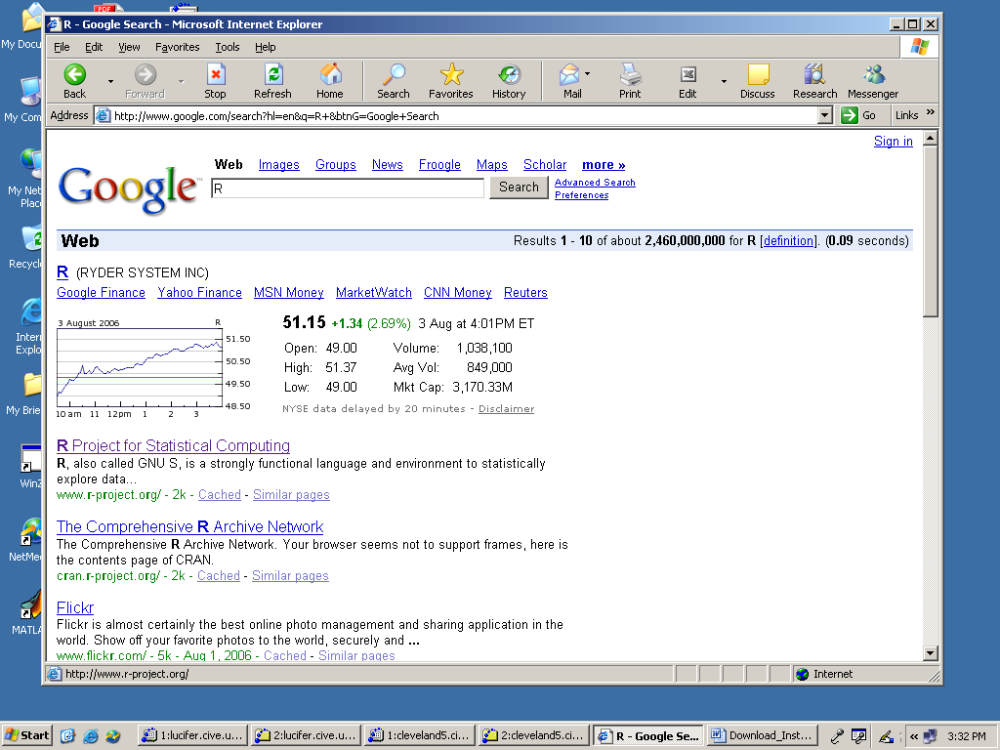 R - Google Search - Microsoft Internet Explorer
File Edit View Favorites Tools Help
Back Forward Stop Refresh Home Search Favorites History Mail Print Edit Discuss Research Messenger
Address http://www.google.com/search?hl=en&q=R+&btnG=Google+Search Go Links »
Sign in
Web Images Groups News Froogle Maps Scholar more »
Google™ R Search Advanced Search
Preferences
Web Results 1 - 10 of about 2,460,000,000 for R [definition]. (0.09 seconds)
R (RYDER SYSTEM INC)
Google Finance Yahoo Finance MSN Money MarketWatch CNN Money Reuters
3 August 2006 R
51.50
50.50
49.50
48.50
10 am 11 12pm 1 2 3
51.15 +1.34 (2.69%) 3 Aug at 4:01PM ET
Open: 49.00 Volume: 1,038,100
High: 51.37 Avg Vol: 849,000
Low: 49.00 Mkt Cap: 3,170.33M
NYSE data delayed by 20 minutes - Disclaimer
R Project for Statistical Computing
R, also called GNU S, is a strongly functional language and environment to statistically
explore data...
www.r-project.org/ - 2k - Cached - Similar pages
The Comprehensive R Archive Network
The Comprehensive R Archive Network. Your browser seems not to support frames, here is
the contents page of CRAN.
cran.r-project.org/ - 2k - Cached - Similar pages
Flickr
Flickr is almost certainly the best online photo management and sharing application in the
world. Show off your favorite photos to the world, securely and ...
www.flickr.com/ - 5k - Aug 1, 2006 - Cached - Similar pages
http://www.r-project.org/ Internet
PDF
My Docu
My Com
My Net
Place
Recycl
Intern
Explo
My Brie
WinZ
NetMee
MATLA
Start 1:lucifer.cive.u... 2:lucifer.cive.u... 1:cleveland5.ci... 2:cleveland5.ci... R - Google Se... Download_Inst... « 3:32 PM